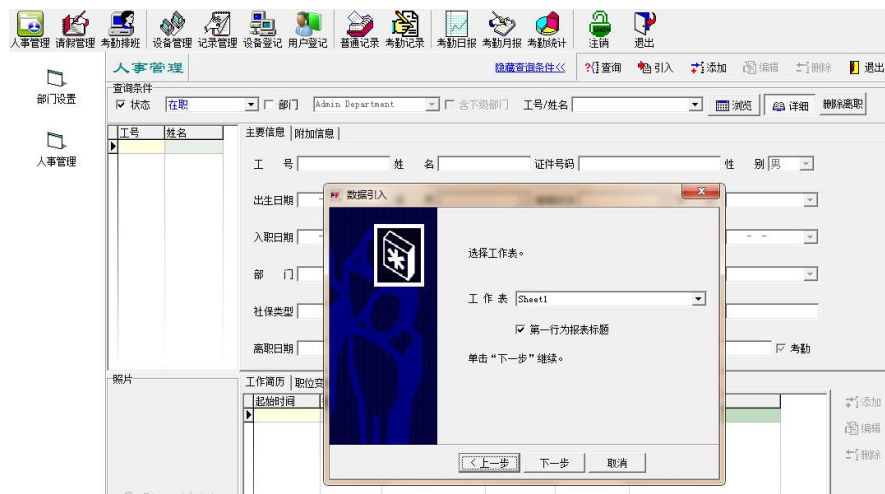 人事管理 请假管理 考勤排班 设备管理 记录管理 设备登记 用户登记 普通记录 考勤记录 考勤日报 考勤月报 考勤统计 注销 退出
部门设置
人事管理
人事管理 隐藏查询条件<< 查询 引入 添加 编辑 删除 退出
查询条件
状态 在职 部门 Admin Department 含下级部门 工号/姓名 浏览 详细 删除离职
工号 姓名 主要信息 附加信息
工 号 姓 名 证件号码 性 别 男
出生日期
入职日期
部 门
社保类型
离职日期 考勤
数据引入
选择工作表。
工 作 表 Sheet1
第一行为报表标题
单击“下一步”继续。
<上一步 下一步 取消
照片 工作简历 职位变
起始时间
添加
编辑
删除